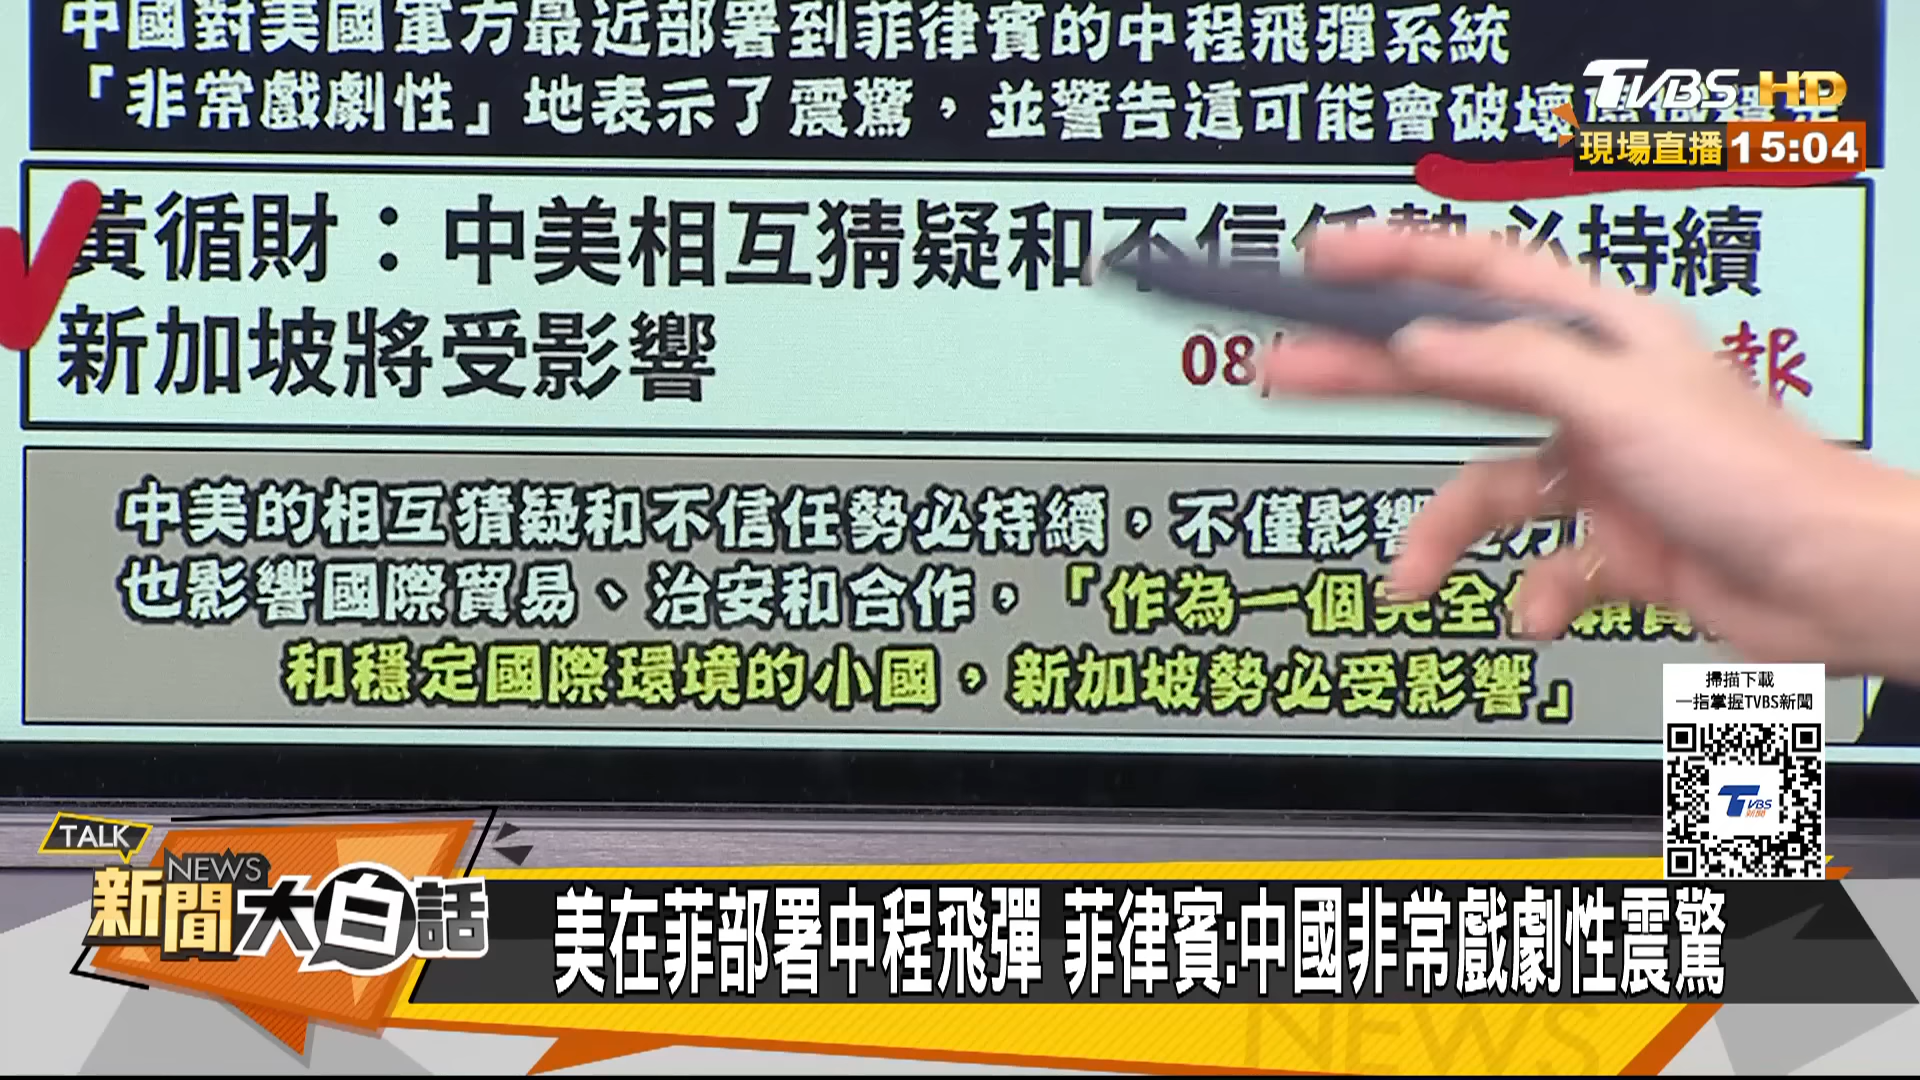 中國對美國軍方最近部署到菲律賓的中程飛彈系統
「非常戲劇性」地表示了震驚，並警告這可能會破壞
TVBS HD
現場直播 15:04
黃循財：中美相互猜疑和不信任勢必持續
新加坡將受影響
08/
報
中美的相互猜疑和不信任勢必持續，不僅影響
也影響國際貿易、治安和合作，「作為一個完全
和穩定國際環境的小國，新加坡勢必受影響」
掃描下載
一指掌握TVBS新聞
TVBS
新聞
TALK
NEWS
新聞大白話
美在菲部署中程飛彈 菲律賓:中國非常戲劇性震驚
NEWS